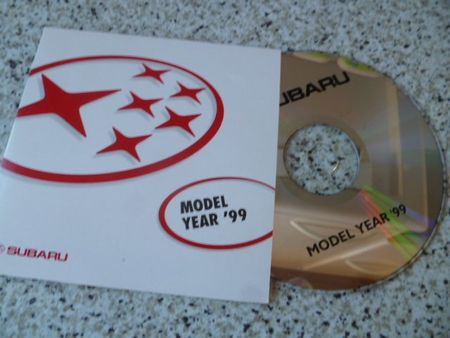 MODEL
YEAR '99
SUBARU
SUBARU
MODEL YEAR '99